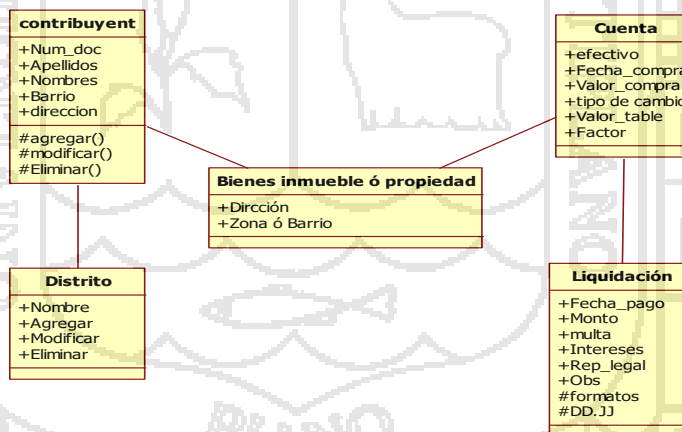 contribuyent
+Num_doc
+Apellidos
+Nombres
+Barrio
+direccion
#agregar()
#modificar()
#Eliminar()
Cuenta
+efectivo
+Fecha_compra
+Valor_compra
+tipo de cambio
+Valor_table
+Factor
Bienes inmueble ó propiedad
+Dircción
+Zona ó Barrio
Distrito
+Nombre
+Agregar
+Modificar
+Eliminar
Liquidación
+Fecha_pago
+Monto
+multa
+Intereses
+Rep_legal
+Obs
#formatos
#DD.JJ